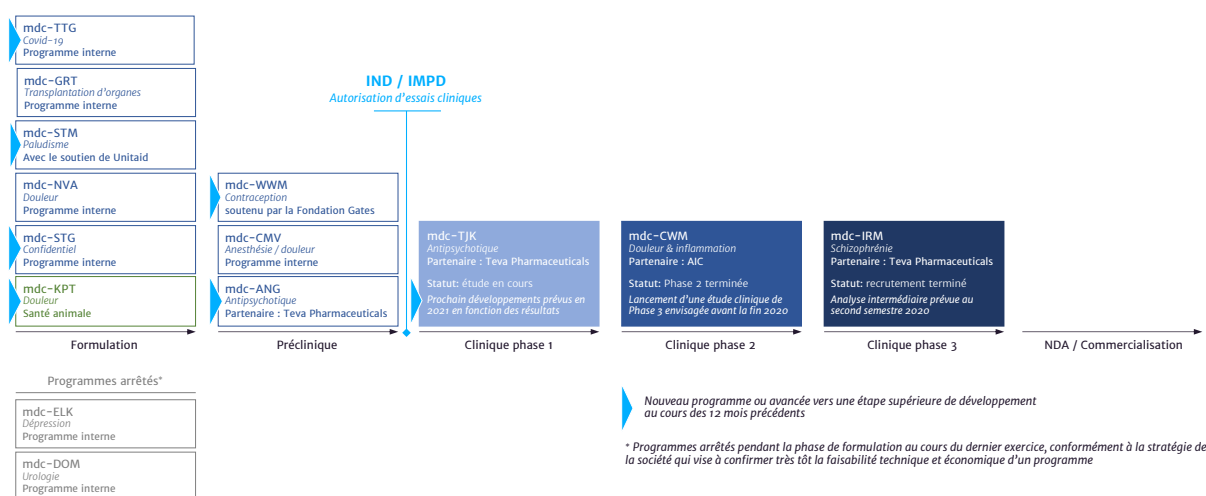 mdc-TTG
Covid-19
Programme interne
mdc-GRT
Transplantation d'organes
Programme interne
mdc-STM
Paludisme
Avec le soutien de Unitaid
mdc-NVA
Douleur
Programme interne
mdc-STG
Confidentiel
Programme interne
mdc-KPT
Douleur
Santé animale
Formulation
mdc-WWM
Contraception
soutenu par la Fondation Gates
mdc-CMV
Anesthésie / douleur
Programme interne
mdc-ANG
Antipsychotique
Partenaire : Teva Pharmaceuticals
Préclinique
IND / IMPD
Autorisation d'essais cliniques
mdc-TJK
Antipsychotique
Partenaire : Teva Pharmaceuticals
Statut: étude en cours
Prochain développements prévus en
2021 en fonction des résultats
Clinique phase 1
mdc-CWM
Douleur & inflammation
Partenaire : AIC
Statut: Phase 2 terminée
Lancement d'une étude clinique de
Phase 3 envisagée avant la fin 2020
Clinique phase 2
mdc-IRM
Schizophrénie
Partenaire : Teva Pharmaceuticals
Statut: recrutement terminé
Analyse intermédiaire prévue au
second semestre 2020
Clinique phase 3
NDA / Commercialisation
Programmes arrêtés*
mdc-ELK
Dépression
Programme interne
mdc-DOM
Urologie
Programme interne
Nouveau programme ou avancée vers une étape supérieure de développement
au cours des 12 mois précédents
* Programmes arrêtés pendant la phase de formulation au cours du dernier exercice, conformément à la stratégie de
la société qui vise à confirmer très tôt la faisabilité technique et économique d'un programme